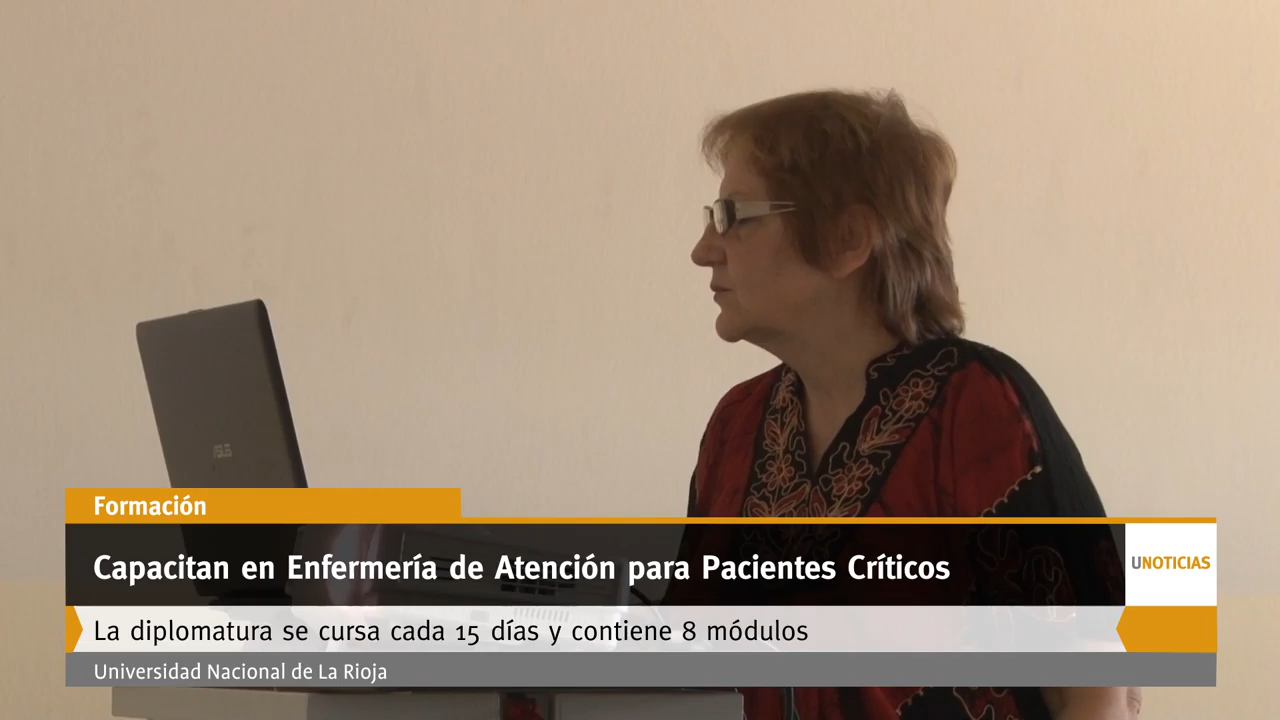 ASUS
Formación
Capacitan en Enfermería de Atención para Pacientes Críticos
UNOTICIAS
La diplomatura se cursa cada 15 días y contiene 8 módulos
Universidad Nacional de La Rioja